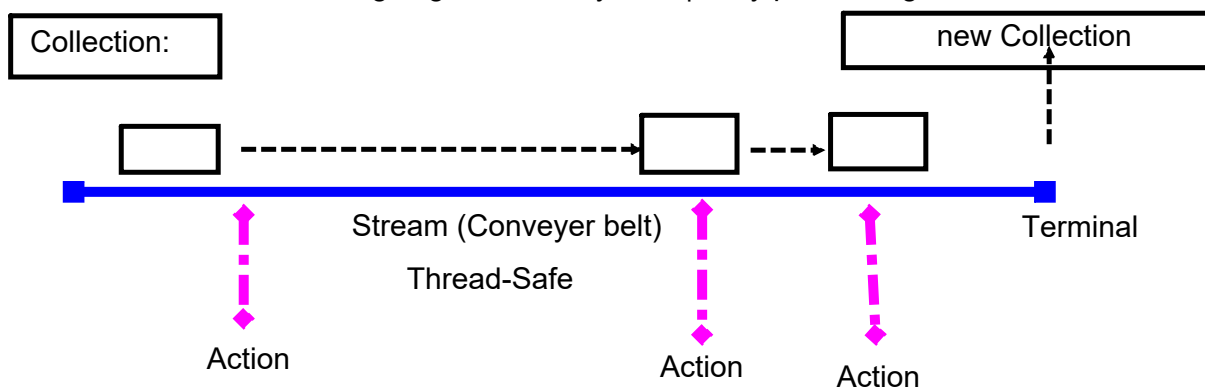 Collection:
new Collection
Stream (Conveyer belt)
Terminal
Thread-Safe
Action
Action
Action